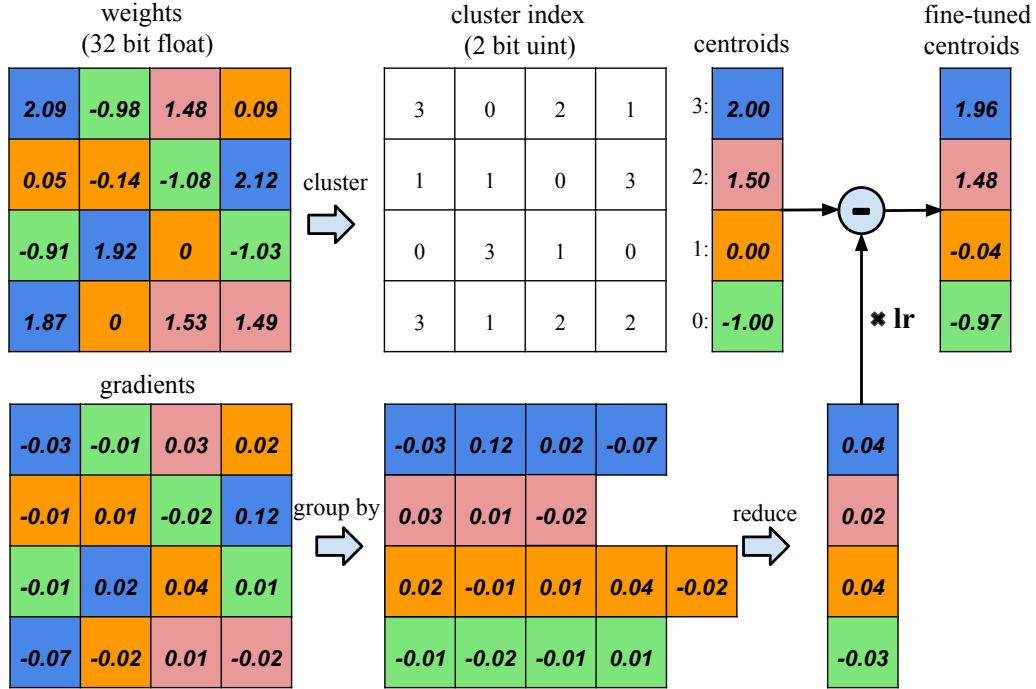 weights
(32 bit float)
cluster index
(2 bit uint)
centroids
fine-tuned
centroids
2.09 -0.98 1.48 0.09
0.05 -0.14 -1.08 2.12
-0.91 1.92 0 -1.03
1.87 0 1.53 1.49
cluster
3 0 2 1
1 1 0 3
0 3 1 0
3 1 2 2
3: 2.00
2: 1.50
1: 0.00
0: -1.00
-
× lr
1.96
1.48
-0.04
-0.97
gradients
-0.03 -0.01 0.03 0.02
-0.01 0.01 -0.02 0.12
-0.01 0.02 0.04 0.01
-0.07 -0.02 0.01 -0.02
group by
-0.03 0.12 0.02 -0.07
0.03 0.01 -0.02
0.02 -0.01 0.01 0.04 -0.02
-0.01 -0.02 -0.01 0.01
reduce
0.04
0.02
0.04
-0.03